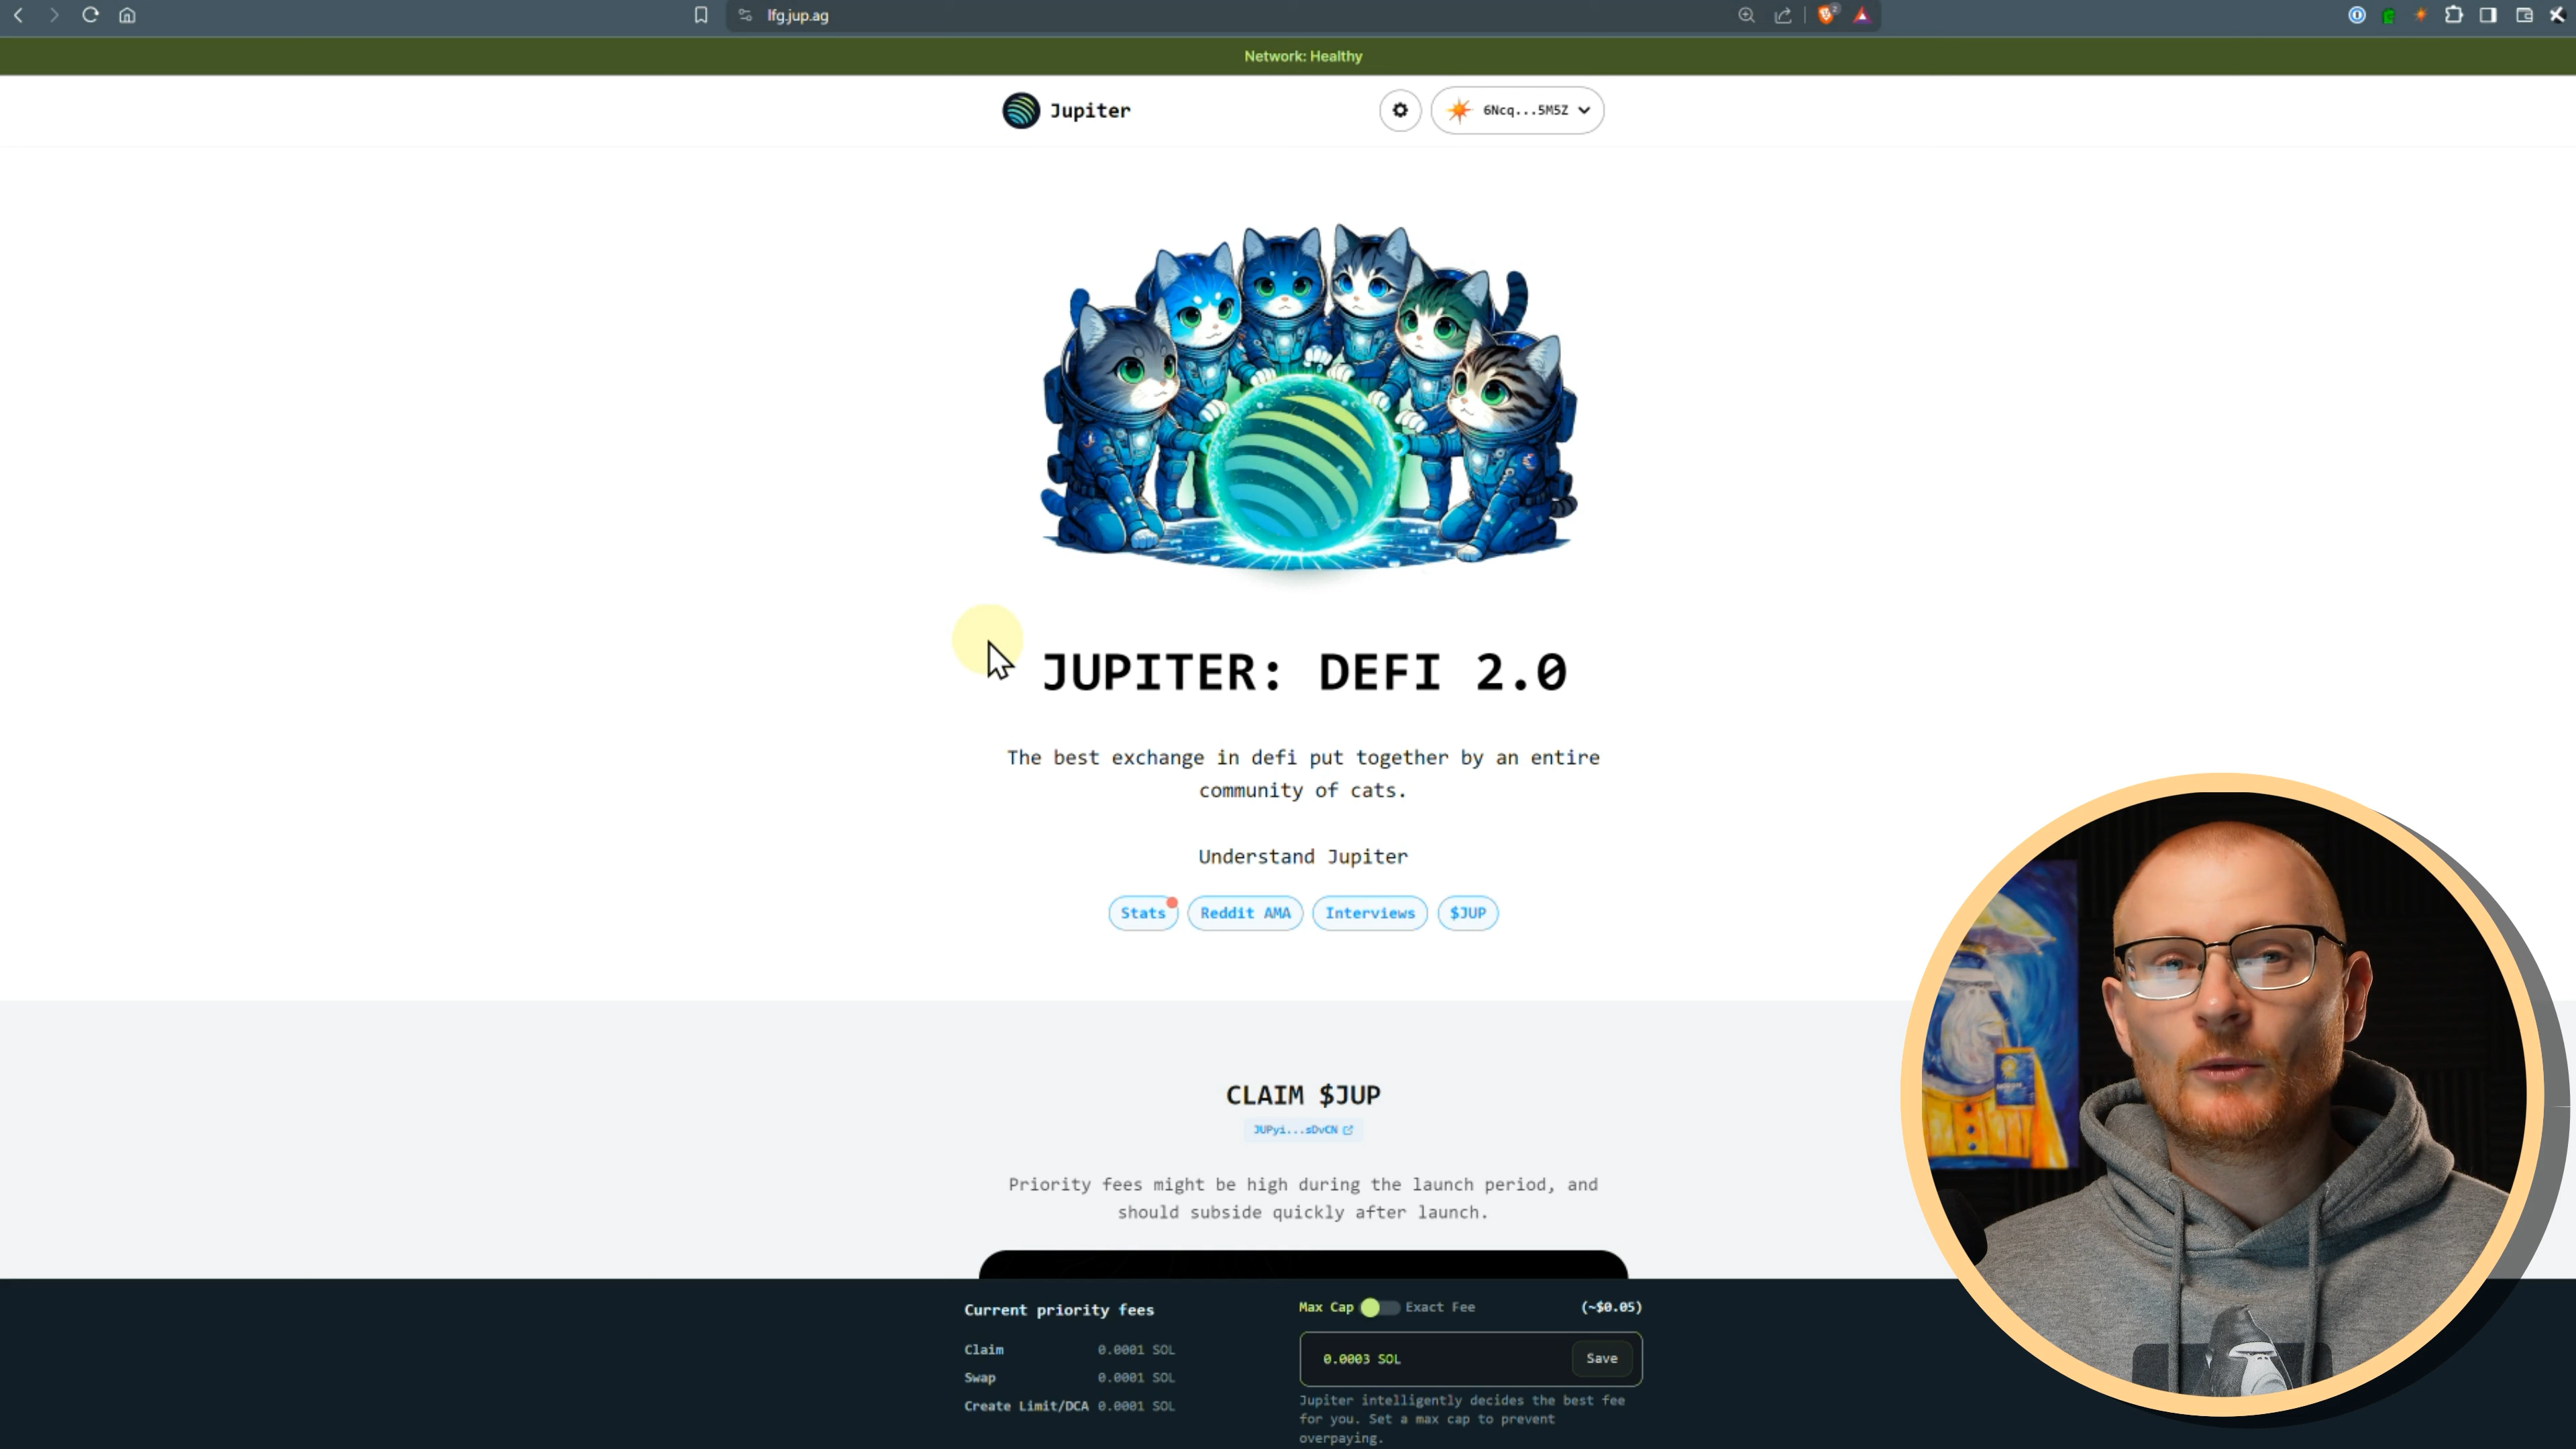 lfg.jup.ag
2
Network: Healthy
Jupiter
6Ncq...5M5Z
JUPITER: DEFI 2.0
The best exchange in defi put together by an entire
community of cats.
Understand Jupiter
Stats
Reddit AMA
Interviews
$JUP
CLAIM $JUP
JUPyi...sDvCN
Priority fees might be high during the launch period, and
should subside quickly after launch.
Current priority fees
Claim 0.0001 SOL
Swap 0.0001 SOL
Create Limit/DCA 0.0001 SOL
Max Cap Exact Fee (~$0.05)
0.0003 SOL Save
Jupiter intelligently decides the best fee
for you. Set a max cap to prevent
overpaying.